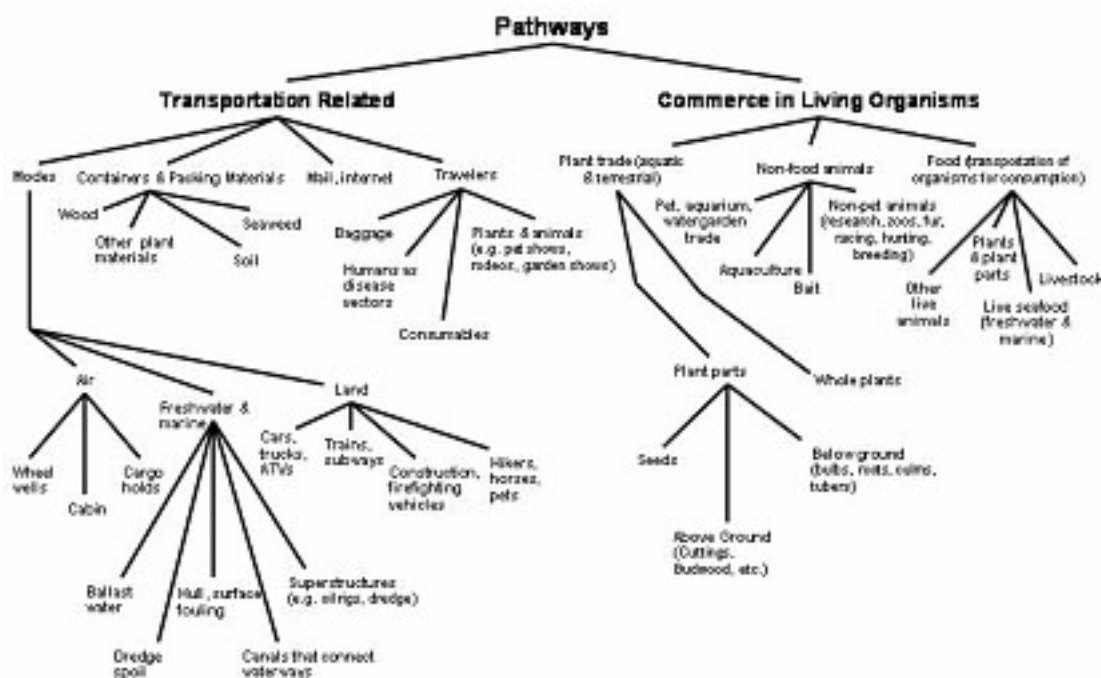 Pathways
Transportation Related
Commerce in Living Organisms
Modes
Containers & Packing Materials
Mail, internet
Travelers
Plant trade (aquatic
& terrestrial)
Non-food animals
Food (transportation of
organisms for consumption)
Wood
Other plant
materials
Soil
Seaweed
Baggage
Humans as
disease
vectors
Consumables
Plants & animals
(e.g. pet shows,
rodeos, garden shows)
Pet, aquarium,
watergarden
trade
Aquaculture
Bait
Non-pet animals
(research, zoos, fur,
racing, hunting,
breeding)
Other
live
animals
Plants
& plant
parts
Live seafood
(freshwater &
marine)
Livestock
Air
Freshwater &
marine
Land
Plant parts
Whole plants
Wheel
wells
Cabin
Cargo
holds
Cars,
trucks,
ATVs
Trains,
subways
Construction,
firefighting
vehicles
Hikers,
horses,
pets
Seeds
Above Ground
(Cuttings,
Budwood, etc.)
Below ground
(bulbs, roots, culms,
tubers)
Ballast
water
Dredge
spoil
Hull, surface
fouling
Canals that connect
waterways
Superstructures
(e.g. oil rigs, dredge)